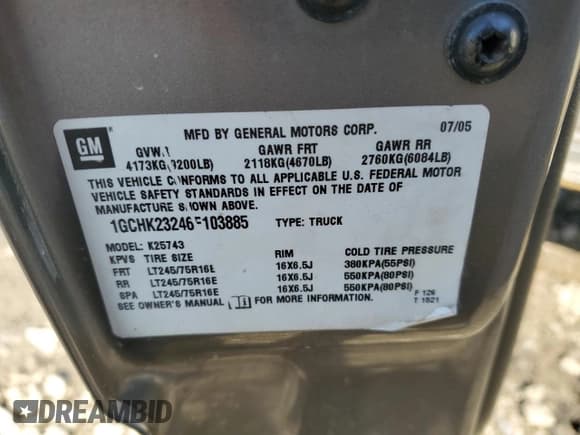 GM
MFD BY GENERAL MOTORS CORP. 07/05
GAWR FRT GAWR RR
2118KG(4670LB) 2760KG(6084LB)
THIS VEHICLE CONFORMS TO ALL APPLICABLE U.S. FEDERAL MOTOR
VEHICLE SAFETY STANDARDS IN EFFECT ON THE DATE OF
MANUFACTURE SHOWN ABOVE.
TYPE: TRUCK
MODEL: K25743
KPVS TIRE SIZE RIM COLD TIRE PRESSURE
FRT LT245/75R16E 16X6.5J 380KPA(55PSI)
RR LT245/75R16E 16X6.5J 550KPA(80PSI)
SPA LT245/75R16E 16X6.5J 550KPA(80PSI)
SEE OWNER'S MANUAL FOR MORE INFORMATION. F 126
T 1521
DREAMBID